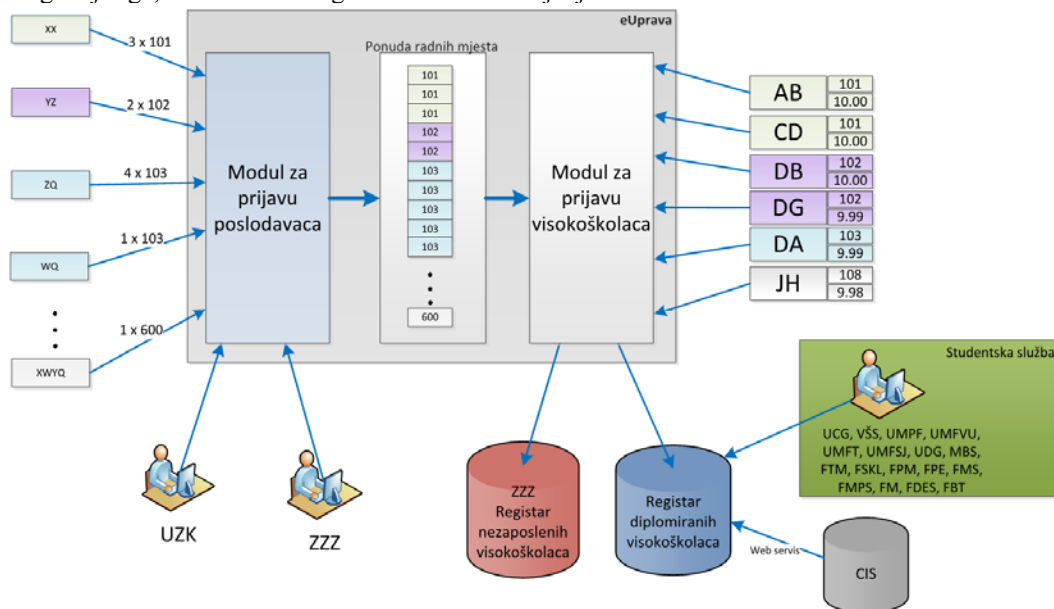 eUprava
XX
3 x 101
YZ
2 x 102
ZQ
4 x 103
WQ
1 x 103
1 x 600
XWYQ
Modul za
prijavu
poslodavaca
Ponuda radnih mjesta
101
101
101
102
102
103
103
103
103
103
600
Modul za
prijavu
visokoškolaca
AB
101
10.00
CD
101
10.00
DB
102
10.00
DG
102
9.99
DA
103
9.99
JH
108
9.98
Studentska služba
UCG, VŠS, UMPF, UMFVU,
UMFT, UMFSJ, UDG, MBS,
FTM, FSKL, FPM, FPE, FMS,
FMPS, FM, FDES, FBT
UZK
ZZZ
ZZZ
Registar
nezaposlenih
visokoškolaca
Registar
diplomiranih
visokoškolaca
Web servis
CIS